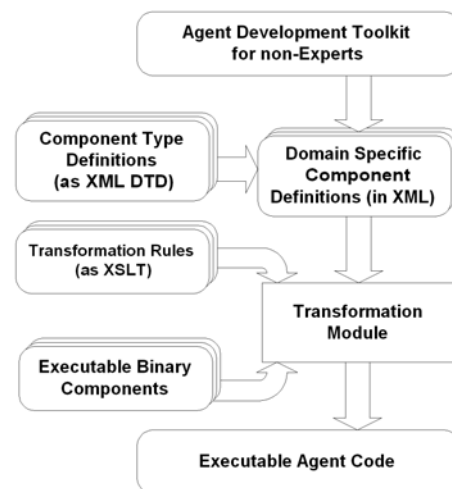 Agent Development Toolkit
for non-Experts
Component Type
Definitions
(as XML DTD)
Domain Specific
Component
Definitions (in XML)
Transformation Rules
(as XSLT)
Transformation
Module
Executable Binary
Components
Executable Agent Code